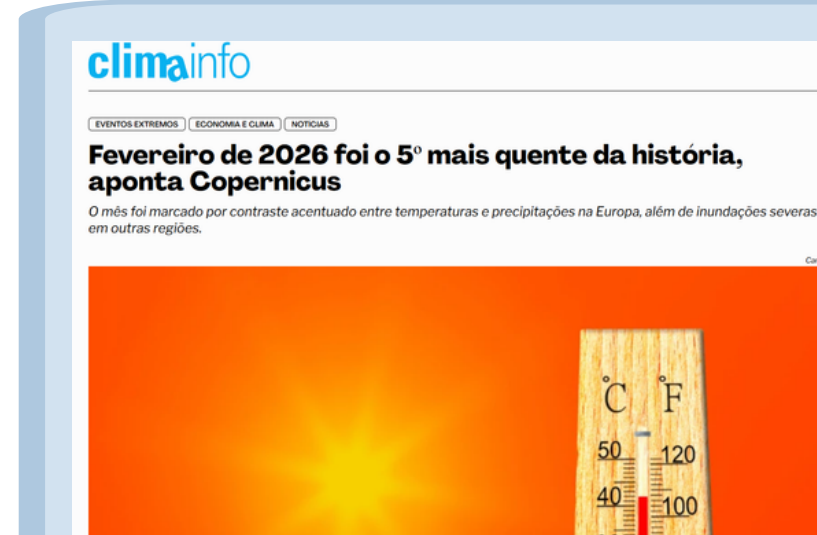 climainfo
EVENTOS EXTREMOS ECONOMIA E CLIMA NOTICIAS
Fevereiro de 2026 foi o 5º mais quente da história,
aponta Copernicus
O mês foi marcado por contraste acentuado entre temperaturas e precipitações na Europa, além de inundações severas
em outras regiões.
°C °F
50 120
40 100